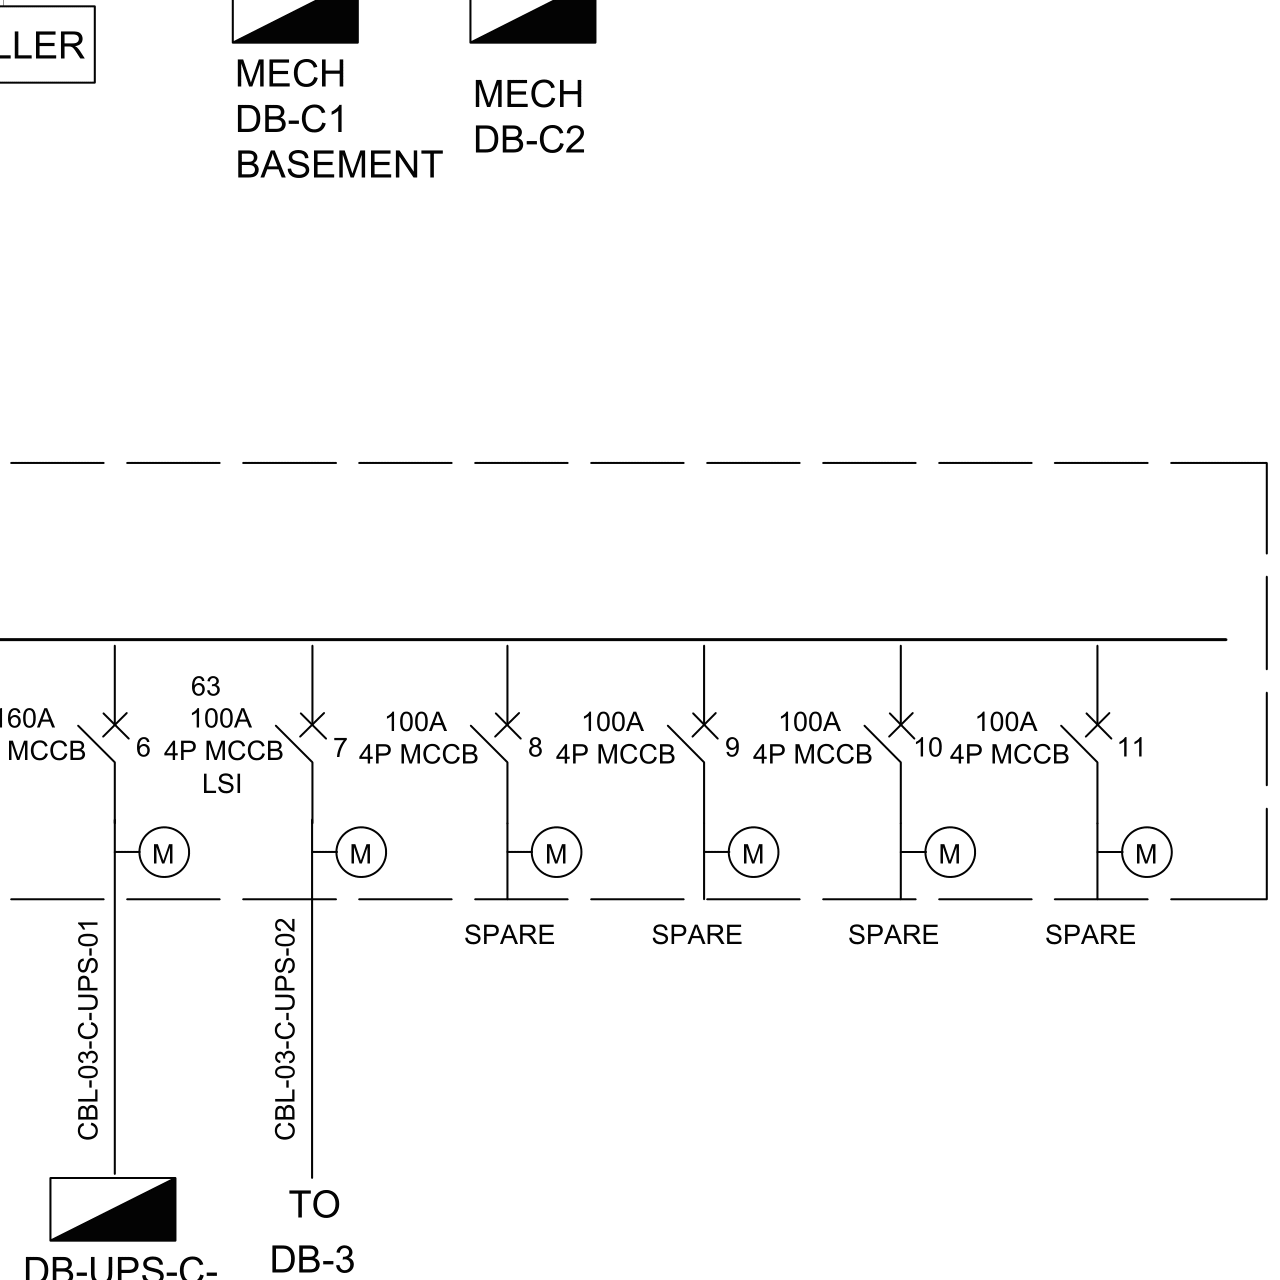 LLER
MECH
DB-C1
BASEMENT
MECH
DB-C2
160A
MCCB
6
63
100A
4P MCCB
LSI
7
100A
4P MCCB
8
100A
4P MCCB
9
100A
4P MCCB
10
100A
4P MCCB
11
M
M
M
M
M
M
SPARE
SPARE
SPARE
SPARE
CBL-03-C-UPS-01
CBL-03-C-UPS-02
TO
DB-3
DB-UPS-C-